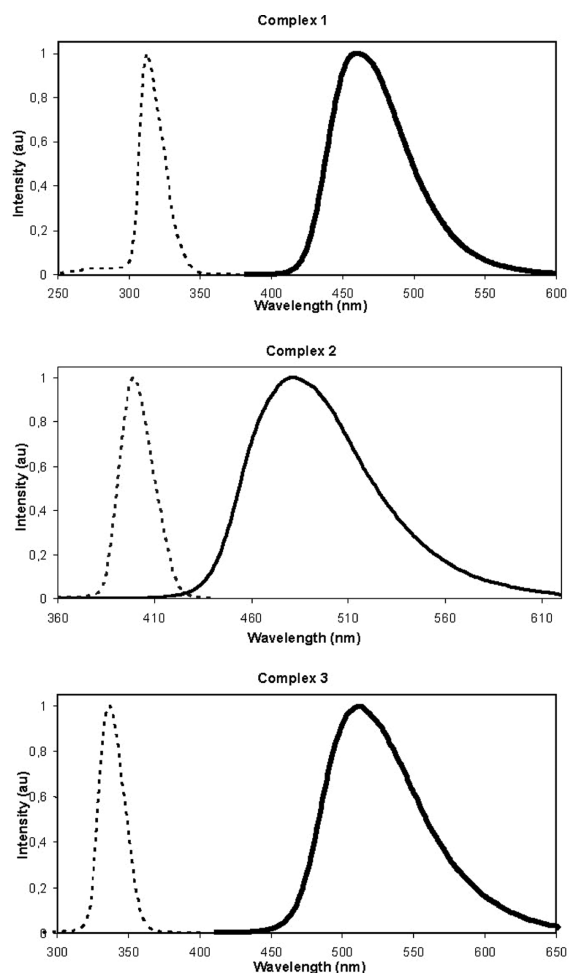 Complex 1
Intensity (au)
1
0,8
0,6
0,4
0,2
0
250 300 350 400 450 500 550 600
Wavelength (nm)
Complex 2
Intensity (au)
1
0,8
0,6
0,4
0,2
0
360 410 460 510 560 610
Wavelength (nm)
Complex 3
Intensity (au)
1
0,8
0,6
0,4
0,2
0
300 350 400 450 500 550 600 650
Wavelength (nm)